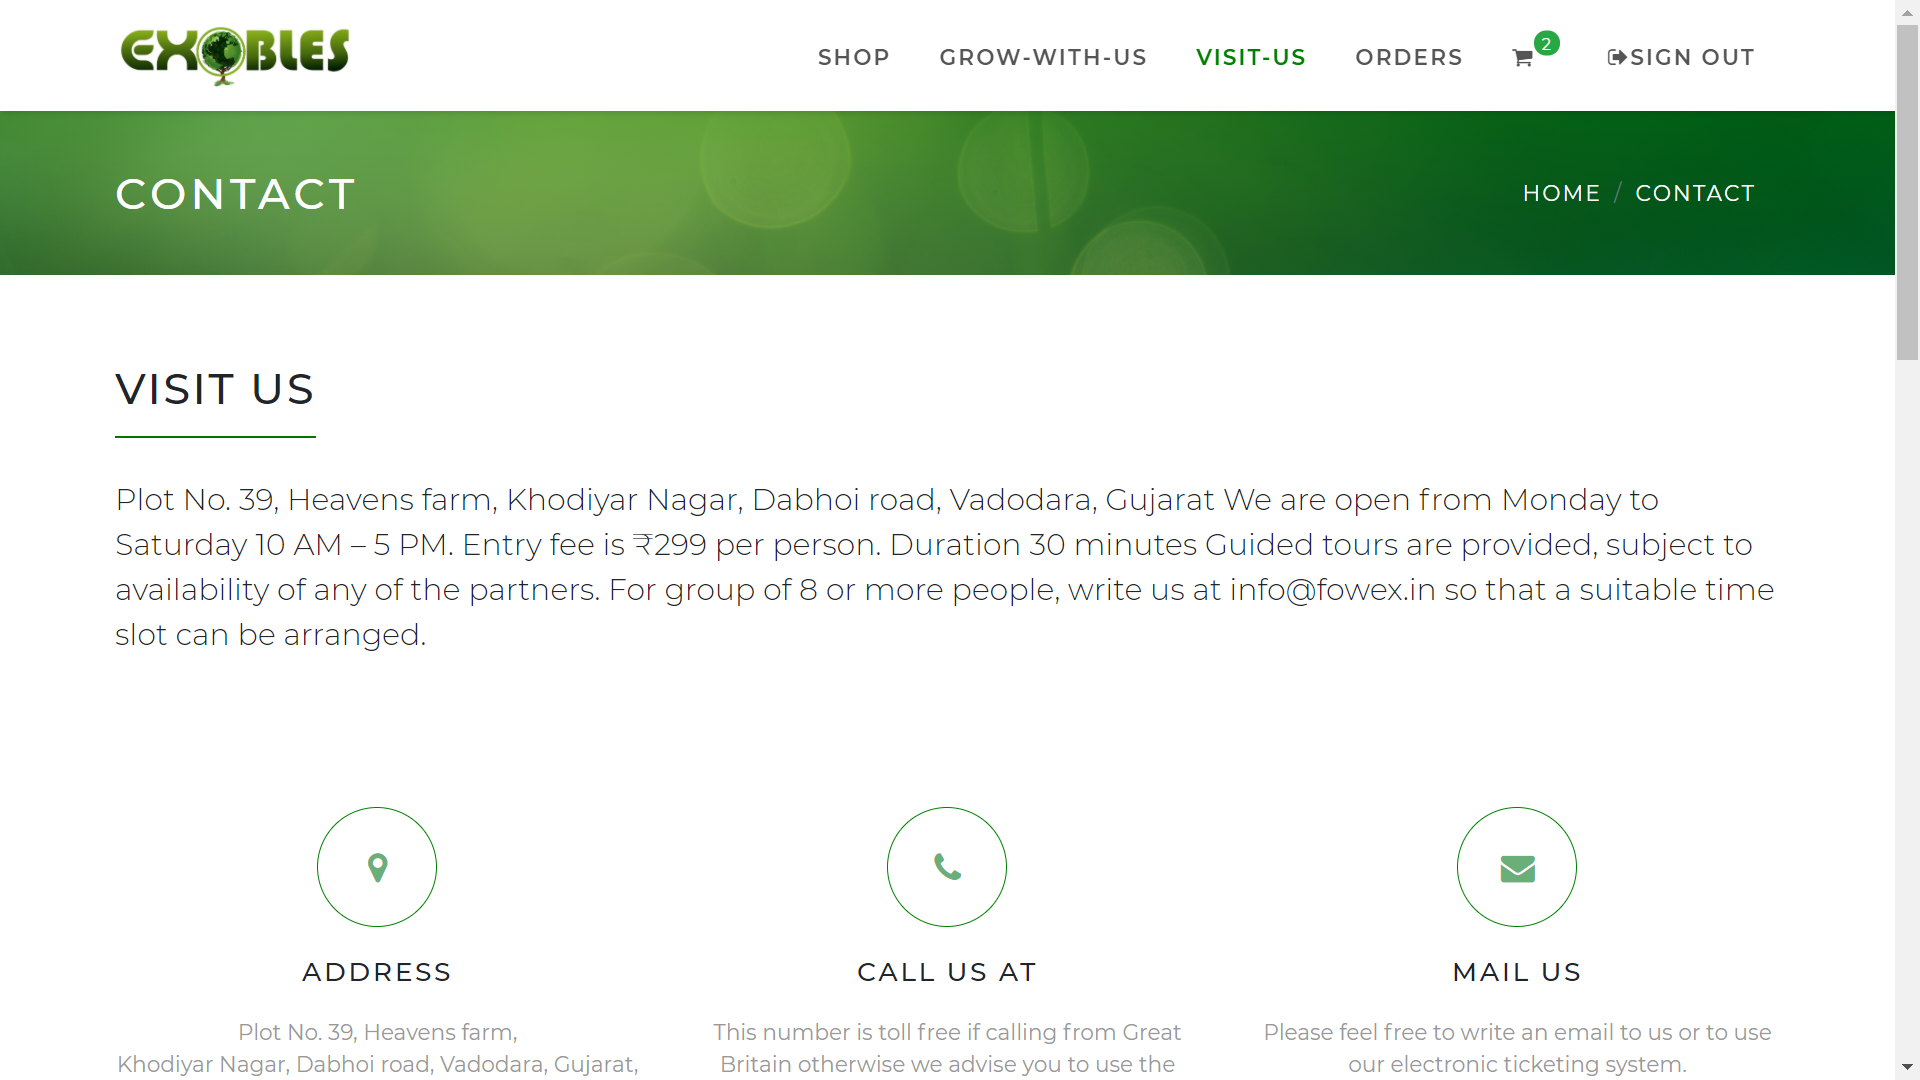 EXOBLES
SHOP GROW-WITH-US VISIT-US ORDERS 2 SIGN OUT
CONTACT
HOME / CONTACT
VISIT US
Plot No. 39, Heavens farm, Khodiyar Nagar, Dabhoi road, Vadodara, Gujarat We are open from Monday to
Saturday 10 AM – 5 PM. Entry fee is ₹299 per person. Duration 30 minutes Guided tours are provided, subject to
availability of any of the partners. For group of 8 or more people, write us at info@fowex.in so that a suitable time
slot can be arranged.
ADDRESS
Plot No. 39, Heavens farm,
Khodiyar Nagar, Dabhoi road, Vadodara, Gujarat,
CALL US AT
This number is toll free if calling from Great
Britain otherwise we advise you to use the
MAIL US
Please feel free to write an email to us or to use
our electronic ticketing system.